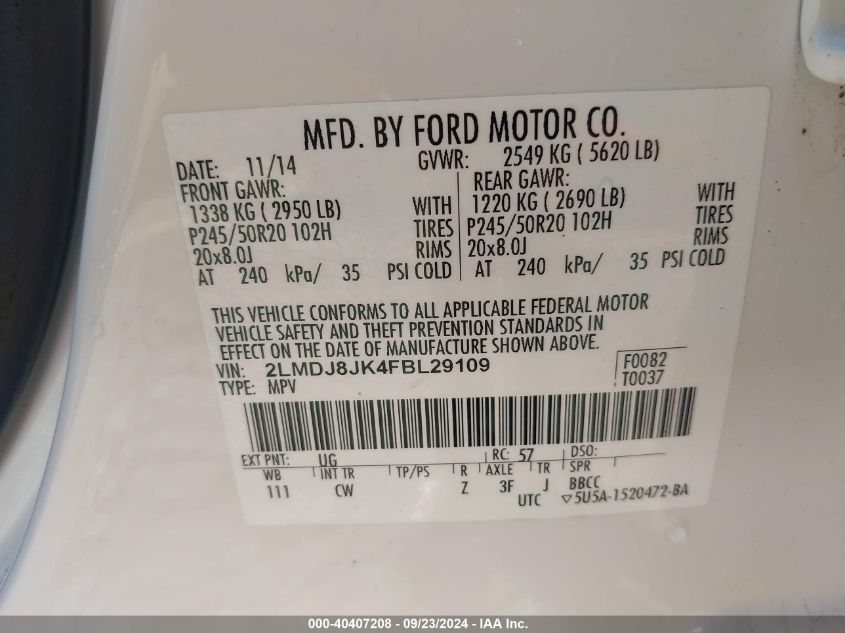 MFD. BY FORD MOTOR CO.
DATE: 11/14 GVWR: 2549 KG ( 5620 LB)
FRONT GAWR: REAR GAWR:
1338 KG ( 2950 LB) WITH 1220 KG ( 2690 LB) WITH
P245/50R20 102H TIRES P245/50R20 102H TIRES
20x8.0J RIMS 20x8.0J RIMS
AT 240 kPa/ 35 PSI COLD AT 240 kPa/ 35 PSI COLD
THIS VEHICLE CONFORMS TO ALL APPLICABLE FEDERAL MOTOR
VEHICLE SAFETY AND THEFT PREVENTION STANDARDS IN
EFFECT ON THE DATE OF MANUFACTURE SHOWN ABOVE.
VIN: 2LMDJ8JK4FBL29109 F0082
TYPE: MPV T0037
EXT PNT: UG RC: 57 DSO:
WB INT TR TP/PS R AXLE TR SPR
111 CW Z 3F J BBCC
UTC ▽5U5A-1520472-BA
000-40407208 - 09/23/2024 - IAA Inc.